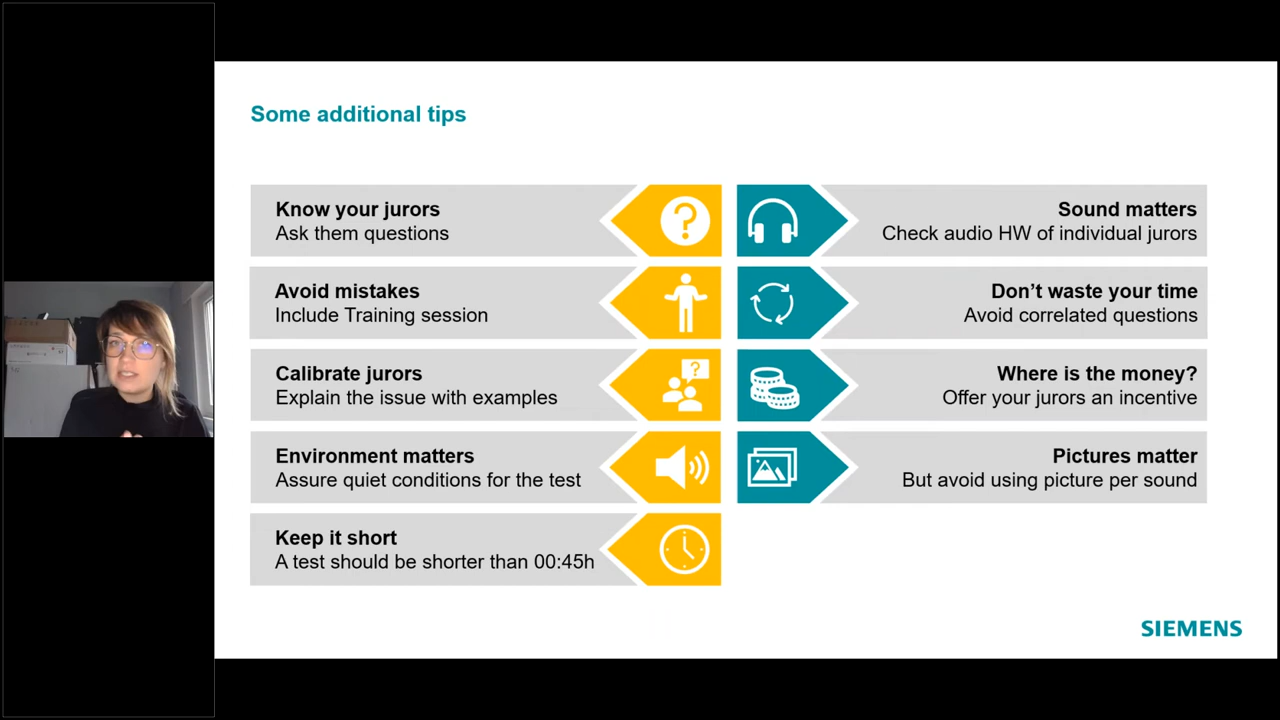 Some additional tips
Know your jurors
Ask them questions
Avoid mistakes
Include Training session
Calibrate jurors
Explain the issue with examples
Environment matters
Assure quiet conditions for the test
Keep it short
A test should be shorter than 00:45h
Sound matters
Check audio HW of individual jurors
Don't waste your time
Avoid correlated questions
Where is the money?
Offer your jurors an incentive
Pictures matter
But avoid using picture per sound
SIEMENS